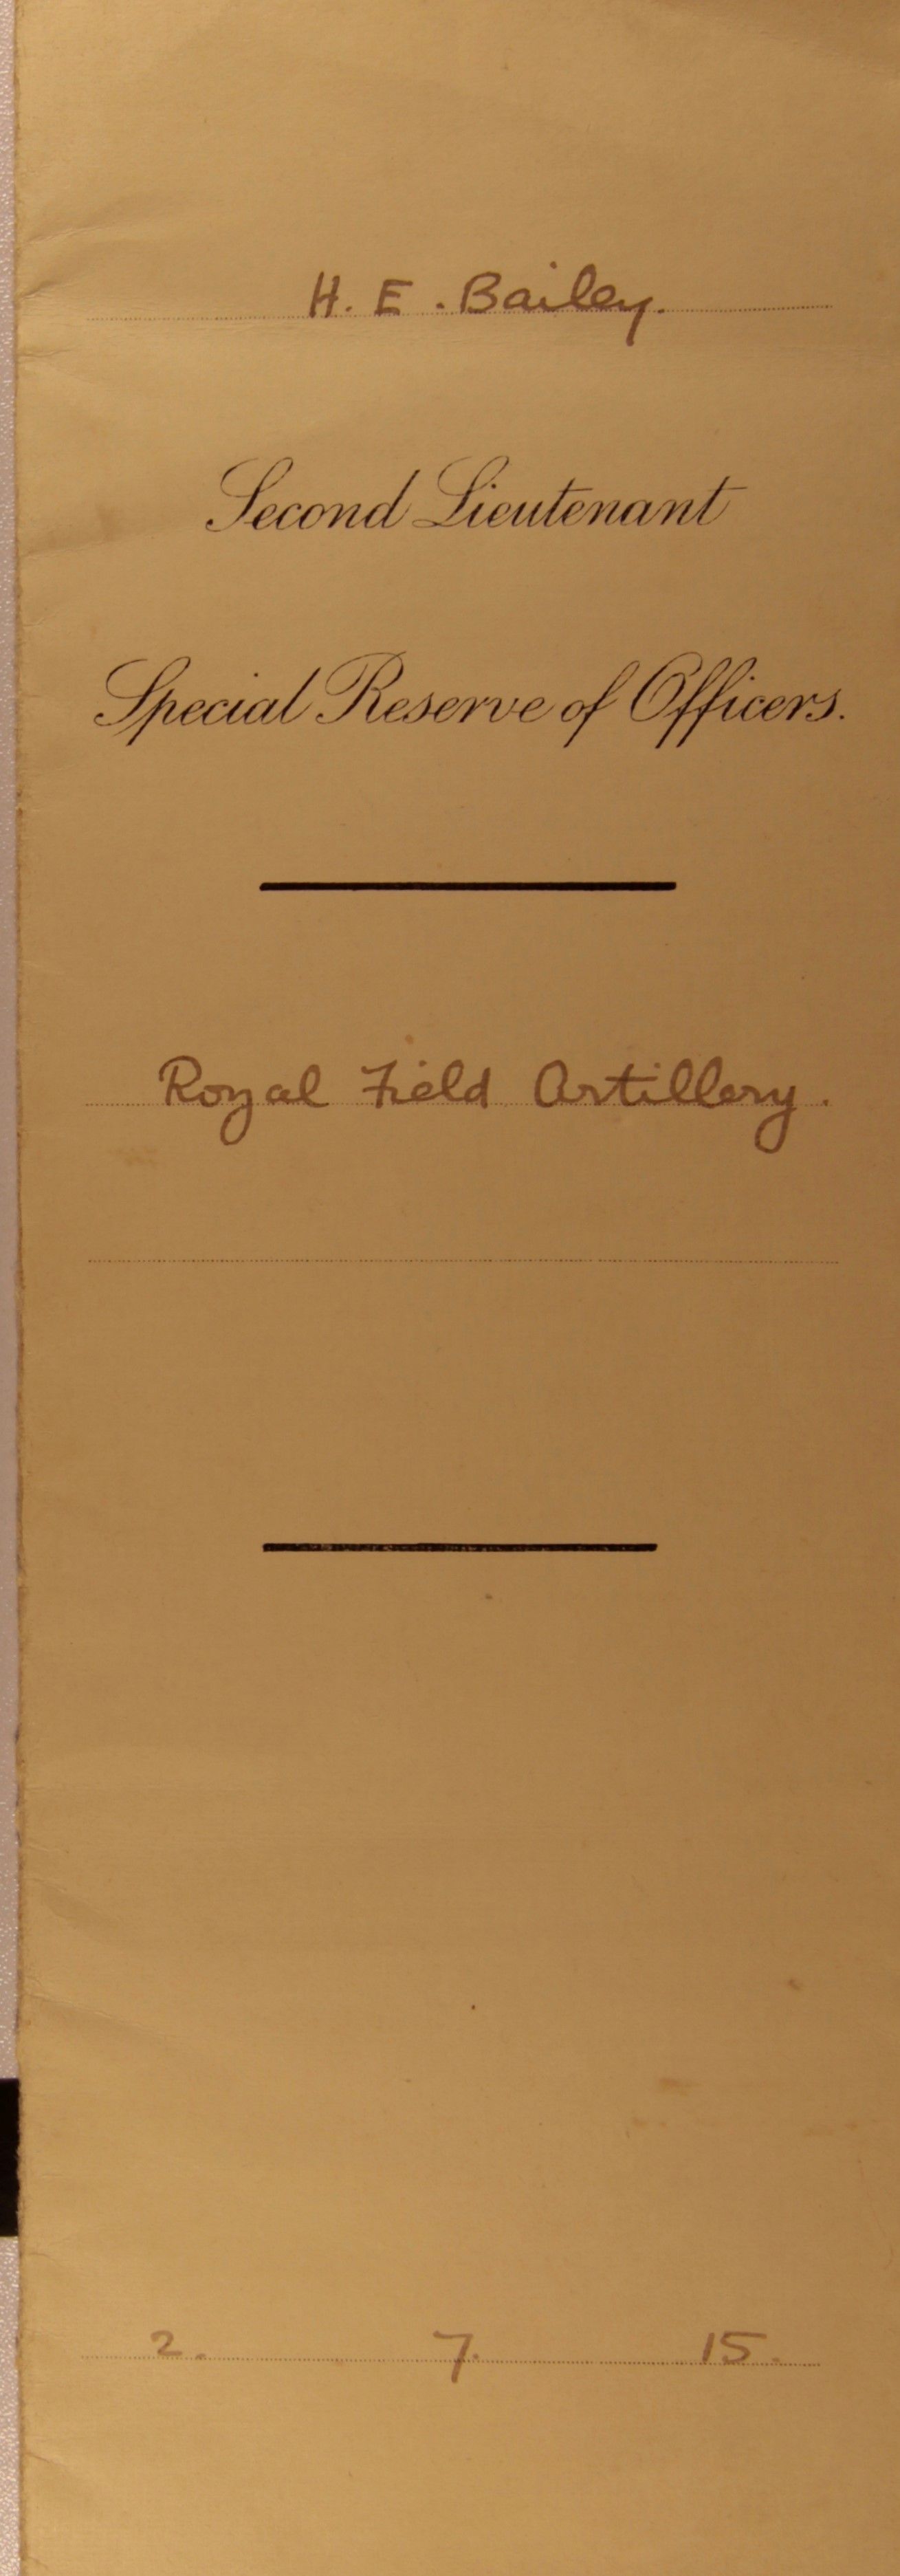 H. E. Bailey.
Second Lieutenant
Special Reserve of Officers.
Royal Field Artillery.
2. 7. 15.